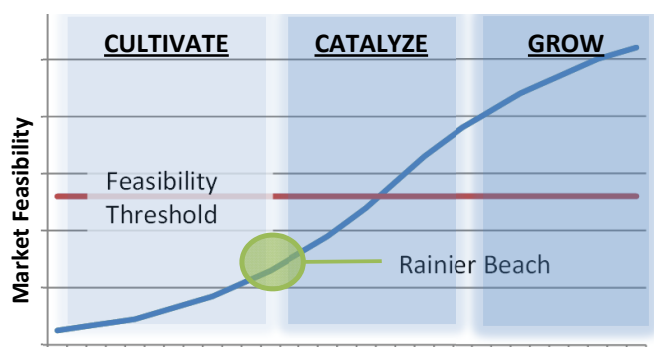 CULTIVATE
CATALYZE
GROW
Market Feasibility
Feasibility
Threshold
Rainier Beach